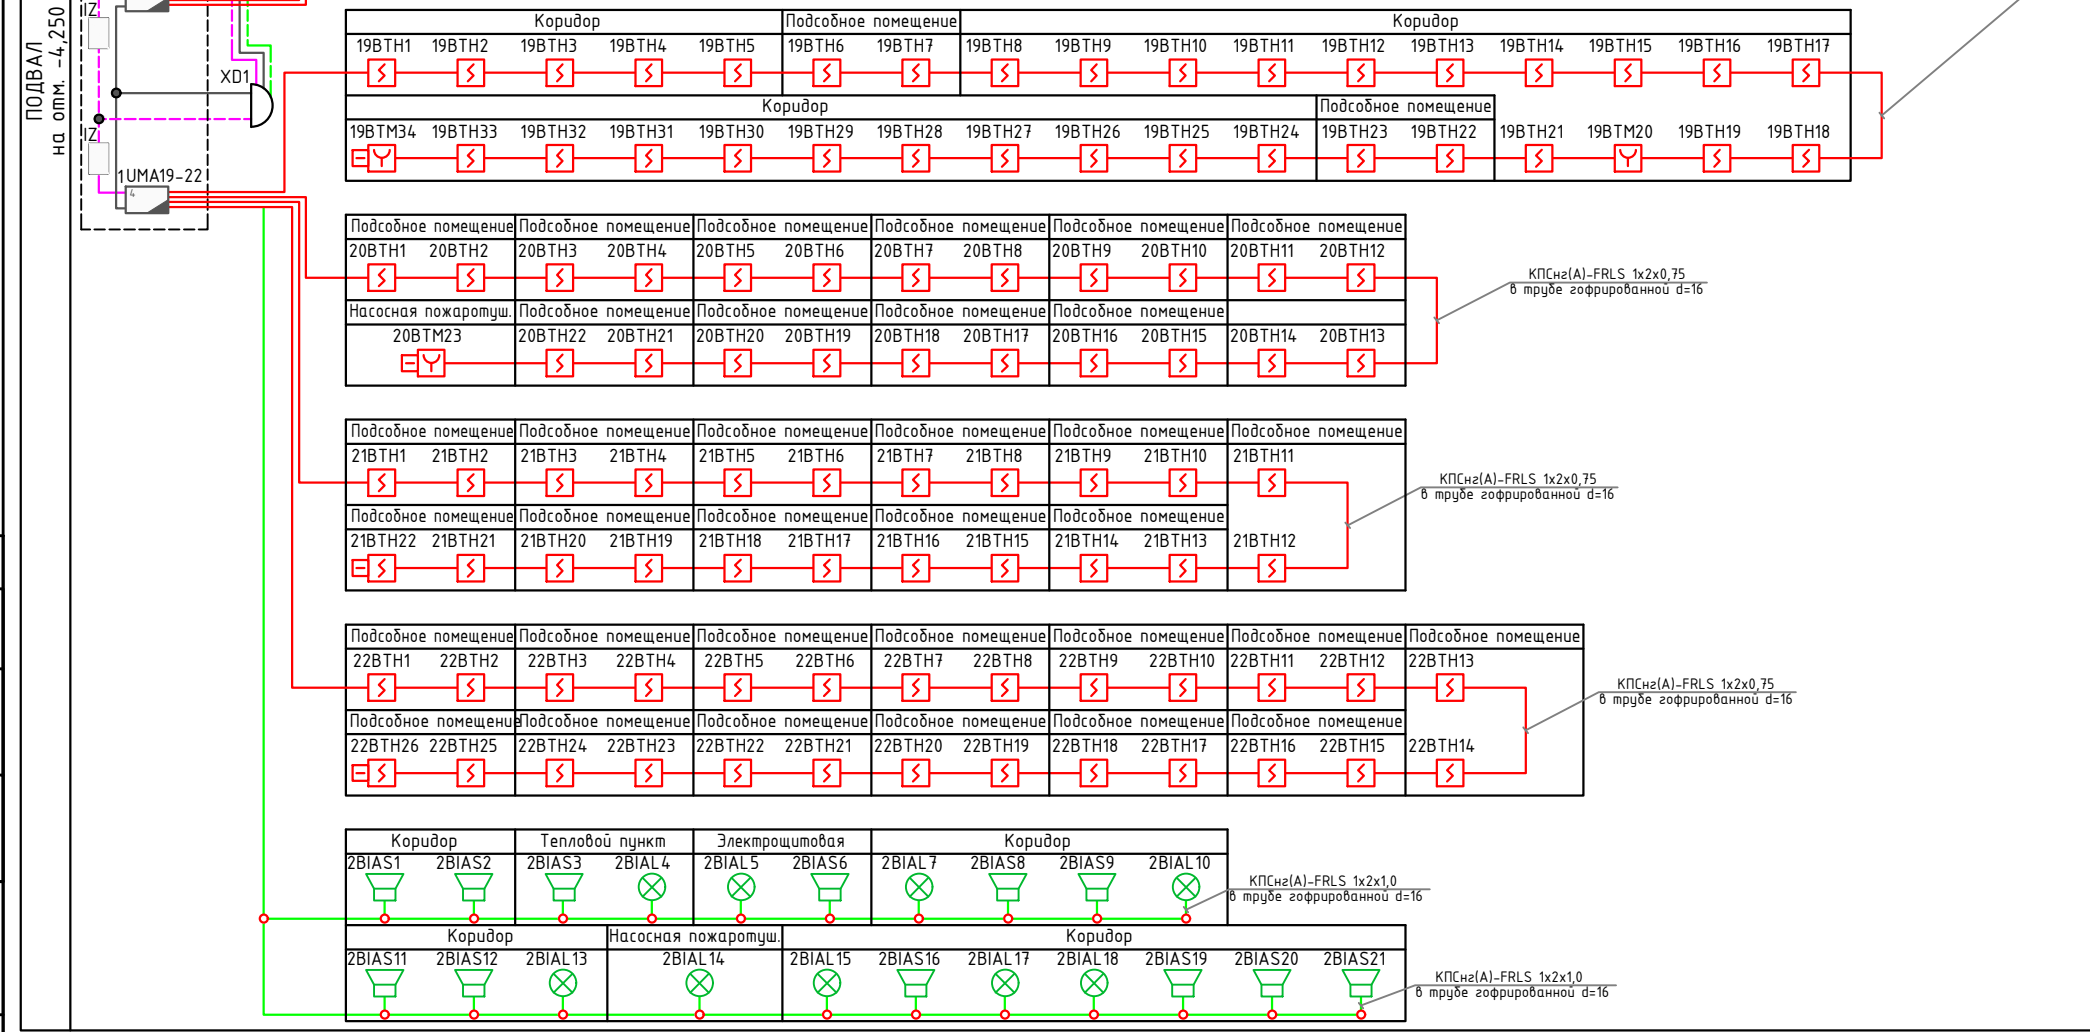 ПОДВАЛ
на отм. -4,250
IZ
XD1
IZ
1UMA19-22
4
Коридор Подсобное помещение Коридор
19BTH1 19BTH2 19BTH3 19BTH4 19BTH5 19BTH6 19BTH7 19BTH8 19BTH9 19BTH10 19BTH11 19BTH12 19BTH13 19BTH14 19BTH15 19BTH16 19BTH17
Коридор Подсобное помещение
19BTM34 19BTH33 19BTH32 19BTH31 19BTH30 19BTH29 19BTH28 19BTH27 19BTH26 19BTH25 19BTH24 19BTH23 19BTH22 19BTH21 19BTM20 19BTH19 19BTH18
Подсобное помещение Подсобное помещение Подсобное помещение Подсобное помещение Подсобное помещение Подсобное помещение
20BTH1 20BTH2 20BTH3 20BTH4 20BTH5 20BTH6 20BTH7 20BTH8 20BTH9 20BTH10 20BTH11 20BTH12
КПСнг(А)-FRLS 1x2x0,75
в трубе гофрированной d=16
Насосная пожаротуш. Подсобное помещение Подсобное помещение Подсобное помещение Подсобное помещение
20BTM23 20BTH22 20BTH21 20BTH20 20BTH19 20BTH18 20BTH17 20BTH16 20BTH15 20BTH14 20BTH13
Подсобное помещение Подсобное помещение Подсобное помещение Подсобное помещение Подсобное помещение Подсобное помещение
21BTH1 21BTH2 21BTH3 21BTH4 21BTH5 21BTH6 21BTH7 21BTH8 21BTH9 21BTH10 21BTH11
КПСнг(А)-FRLS 1x2x0,75
в трубе гофрированной d=16
Подсобное помещение Подсобное помещение Подсобное помещение Подсобное помещение Подсобное помещение
21BTH22 21BTH21 21BTH20 21BTH19 21BTH18 21BTH17 21BTH16 21BTH15 21BTH14 21BTH13 21BTH12
Подсобное помещение Подсобное помещение Подсобное помещение Подсобное помещение Подсобное помещение Подсобное помещение Подсобное помещение
22BTH1 22BTH2 22BTH3 22BTH4 22BTH5 22BTH6 22BTH7 22BTH8 22BTH9 22BTH10 22BTH11 22BTH12 22BTH13
КПСнг(А)-FRLS 1x2x0,75
в трубе гофрированной d=16
Подсобное помещение Подсобное помещение Подсобное помещение Подсобное помещение Подсобное помещение Подсобное помещение
22BTH26 22BTH25 22BTH24 22BTH23 22BTH22 22BTH21 22BTH20 22BTH19 22BTH18 22BTH17 22BTH16 22BTH15 22BTH14
Коридор Тепловой пункт Электрощитовая Коридор
2BIAS1 2BIAS2 2BIAS3 2BIAL4 2BIAL5 2BIAS6 2BIAL7 2BIAS8 2BIAS9 2BIAL10
КПСнг(А)-FRLS 1x2x1,0
в трубе гофрированной d=16
Коридор Насосная пожаротуш. Коридор
2BIAS11 2BIAS12 2BIAL13 2BIAL14 2BIAL15 2BIAS16 2BIAL17 2BIAL18 2BIAS19 2BIAS20 2BIAS21
КПСнг(А)-FRLS 1x2x1,0
в трубе гофрированной d=16